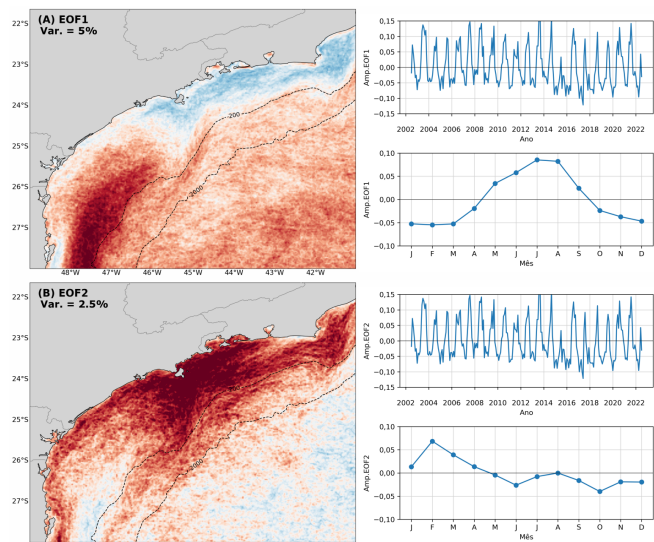 (A) EOF1
Var. = 5%
22°S
23°S
24°S
25°S
26°S
27°S
-200
-2000
48°W 47°W 46°W 45°W 44°W 43°W 42°W
Amp.EOF1
0,15
0,10
0,05
0,00
−0,05
−0,10
−0,15
2002 2004 2006 2008 2010 2012 2014 2016 2018 2020 2022
Ano
Amp.EOF1
0,10
0,05
0,00
−0,05
−0,10
J F M A M J J A S O N D
Mês
(B) EOF2
Var. = 2.5%
22°S
23°S
24°S
25°S
26°S
27°S
-2000
Amp.EOF2
0,15
0,10
0,05
0,00
−0,05
−0,10
−0,15
2002 2004 2006 2008 2010 2012 2014 2016 2018 2020 2022
Ano
Amp.EOF2
0,10
0,05
0,00
−0,05
−0,10
J F M A M J J A S O N D
Mês